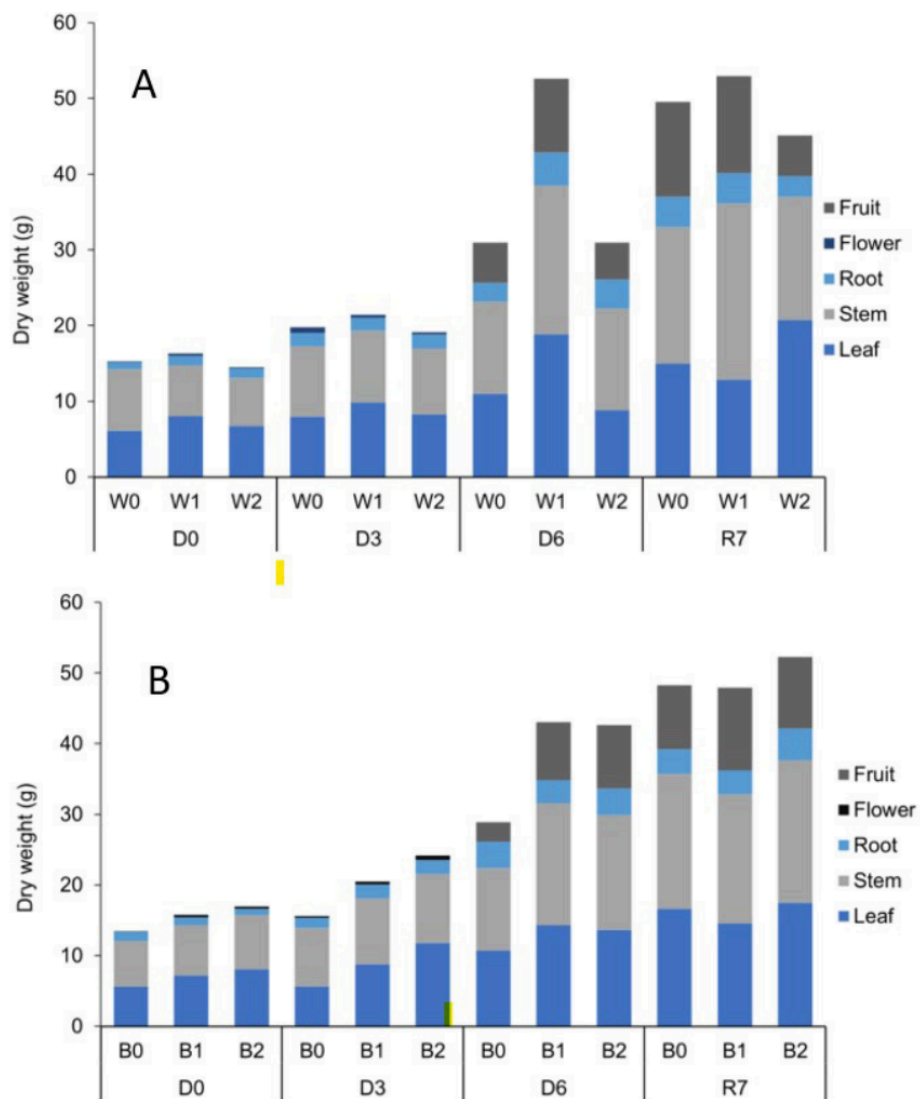 60
A
50
40
Dry weight (g)
30
20
10
0
Fruit
Flower
Root
Stem
Leaf
W0 W1 W2 W0 W1 W2 W0 W1 W2 W0 W1 W2
D0 D3 D6 R7
60
B
50
40
Dry weight (g)
30
20
10
0
Fruit
Flower
Root
Stem
Leaf
B0 B1 B2 B0 B1 B2 B0 B1 B2 B0 B1 B2
D0 D3 D6 R7